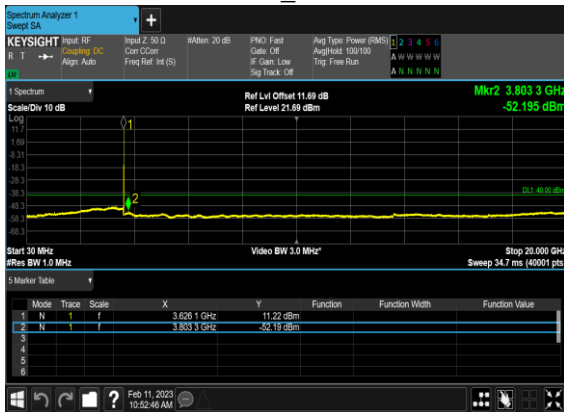 Spectrum Analyzer 1
Swept SA
+
KEYSIGHT Input: RF Input Z: 50 Ω #Atten: 20 dB PNO: Fast Avg Type: Power (RMS) 1 2 3 4 5 6
R T Coupling: DC Corr CCorr Gate: Off Avg|Hold: 100/100 A W W W W W
Align: Auto Freq Ref: Int (S) IF Gain: Low Trig: Free Run
LXI Sig Track: Off A N N N N N
1 Spectrum Ref Lvl Offset 11.69 dB Mkr2 3.803 3 GHz
Scale/Div 10 dB Ref Level 21.69 dBm -52.195 dBm
Log
11.7
1.69
-8.31
-18.3
-28.3
-38.3
-48.3
-58.3
-68.3
1
2
DL1 -40.00 dBm
Start 30 MHz Video BW 3.0 MHz* Stop 20.000 GHz
#Res BW 1.0 MHz Sweep 34.7 ms (40001 pts)
5 Marker Table
Mode Trace Scale X Y Function Function Width Function Value
1 N 1 f 3.626 1 GHz 11.22 dBm
2 N 1 f 3.803 3 GHz -52.19 dBm
3
4
5
6
? Feb 11, 2023
10:52:46 AM